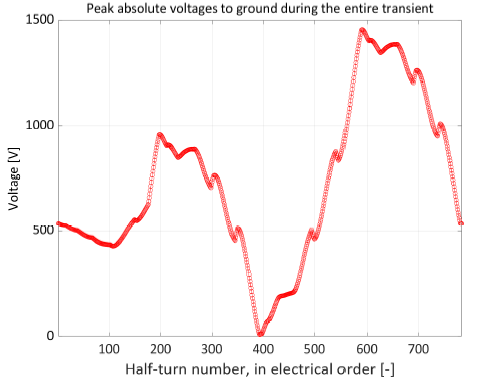 Peak absolute voltages to ground during the entire transient
1500
1000
500
0
Voltage [V]
100 200 300 400 500 600 700
Half-turn number, in electrical order [-]